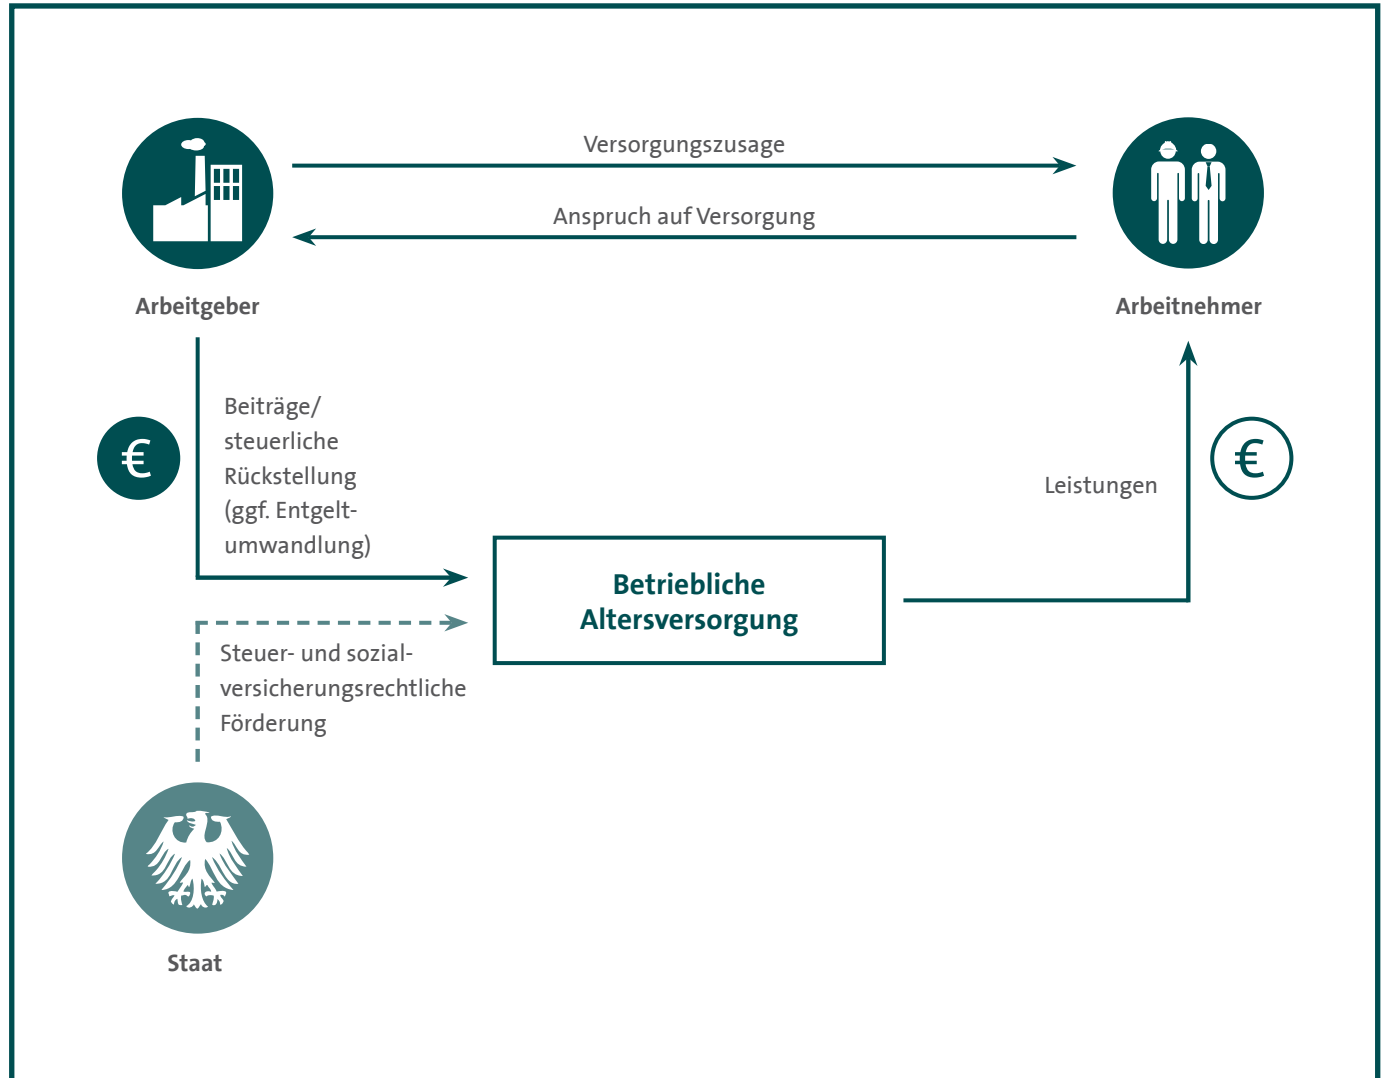 Versorgungszusage
Anspruch auf Versorgung
Arbeitgeber
Arbeitnehmer
Beiträge/
steuerliche
Rückstellung
(ggf. Entgelt-
umwandlung)
€
€
Leistungen
Betriebliche
Altersversorgung
Steuer- und sozial-
versicherungsrechtliche
Förderung
Staat